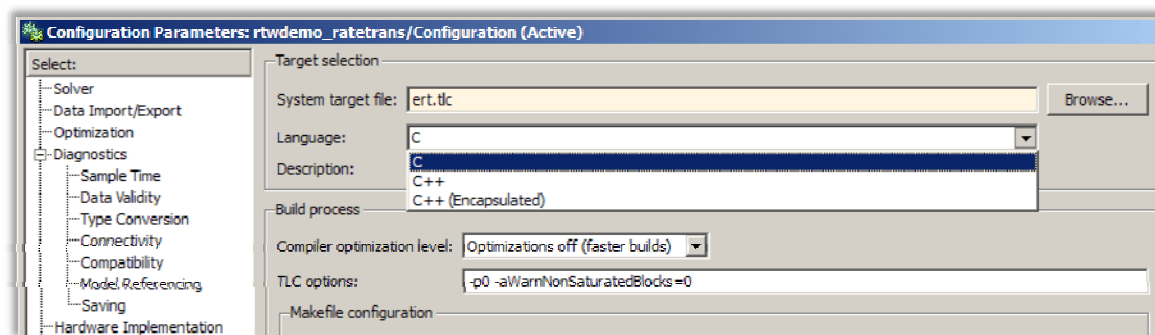 Configuration Parameters: rtwdemo_ratetrans/Configuration (Active)
Select:
Solver
Data Import/Export
Optimization
Diagnostics
Sample Time
Data Validity
Type Conversion
Connectivity
Compatibility
Model Referencing
Saving
Hardware Implementation
Target selection
System target file: ert.tlc Browse...
Language: C
Description: C
C++
C++ (Encapsulated)
Build process
Compiler optimization level: Optimizations off (faster builds)
TLC options: -p0 -aWarnNonSaturatedBlocks=0
Makefile configuration